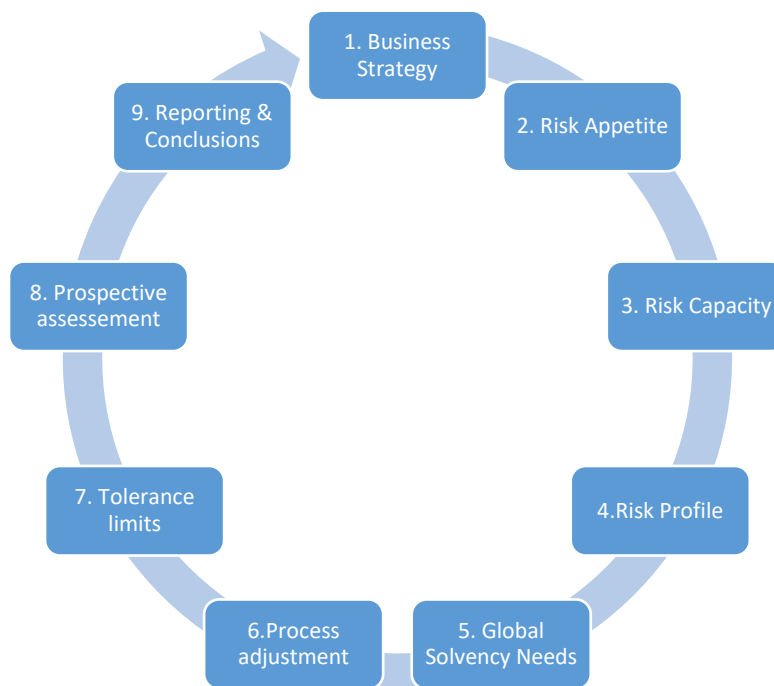 1. Business
Strategy
2. Risk Appetite
3. Risk Capacity
4.Risk Profile
5. Global
Solvency Needs
6.Process
adjustment
7. Tolerance
limits
8. Prospective
assessement
9. Reporting &
Conclusions